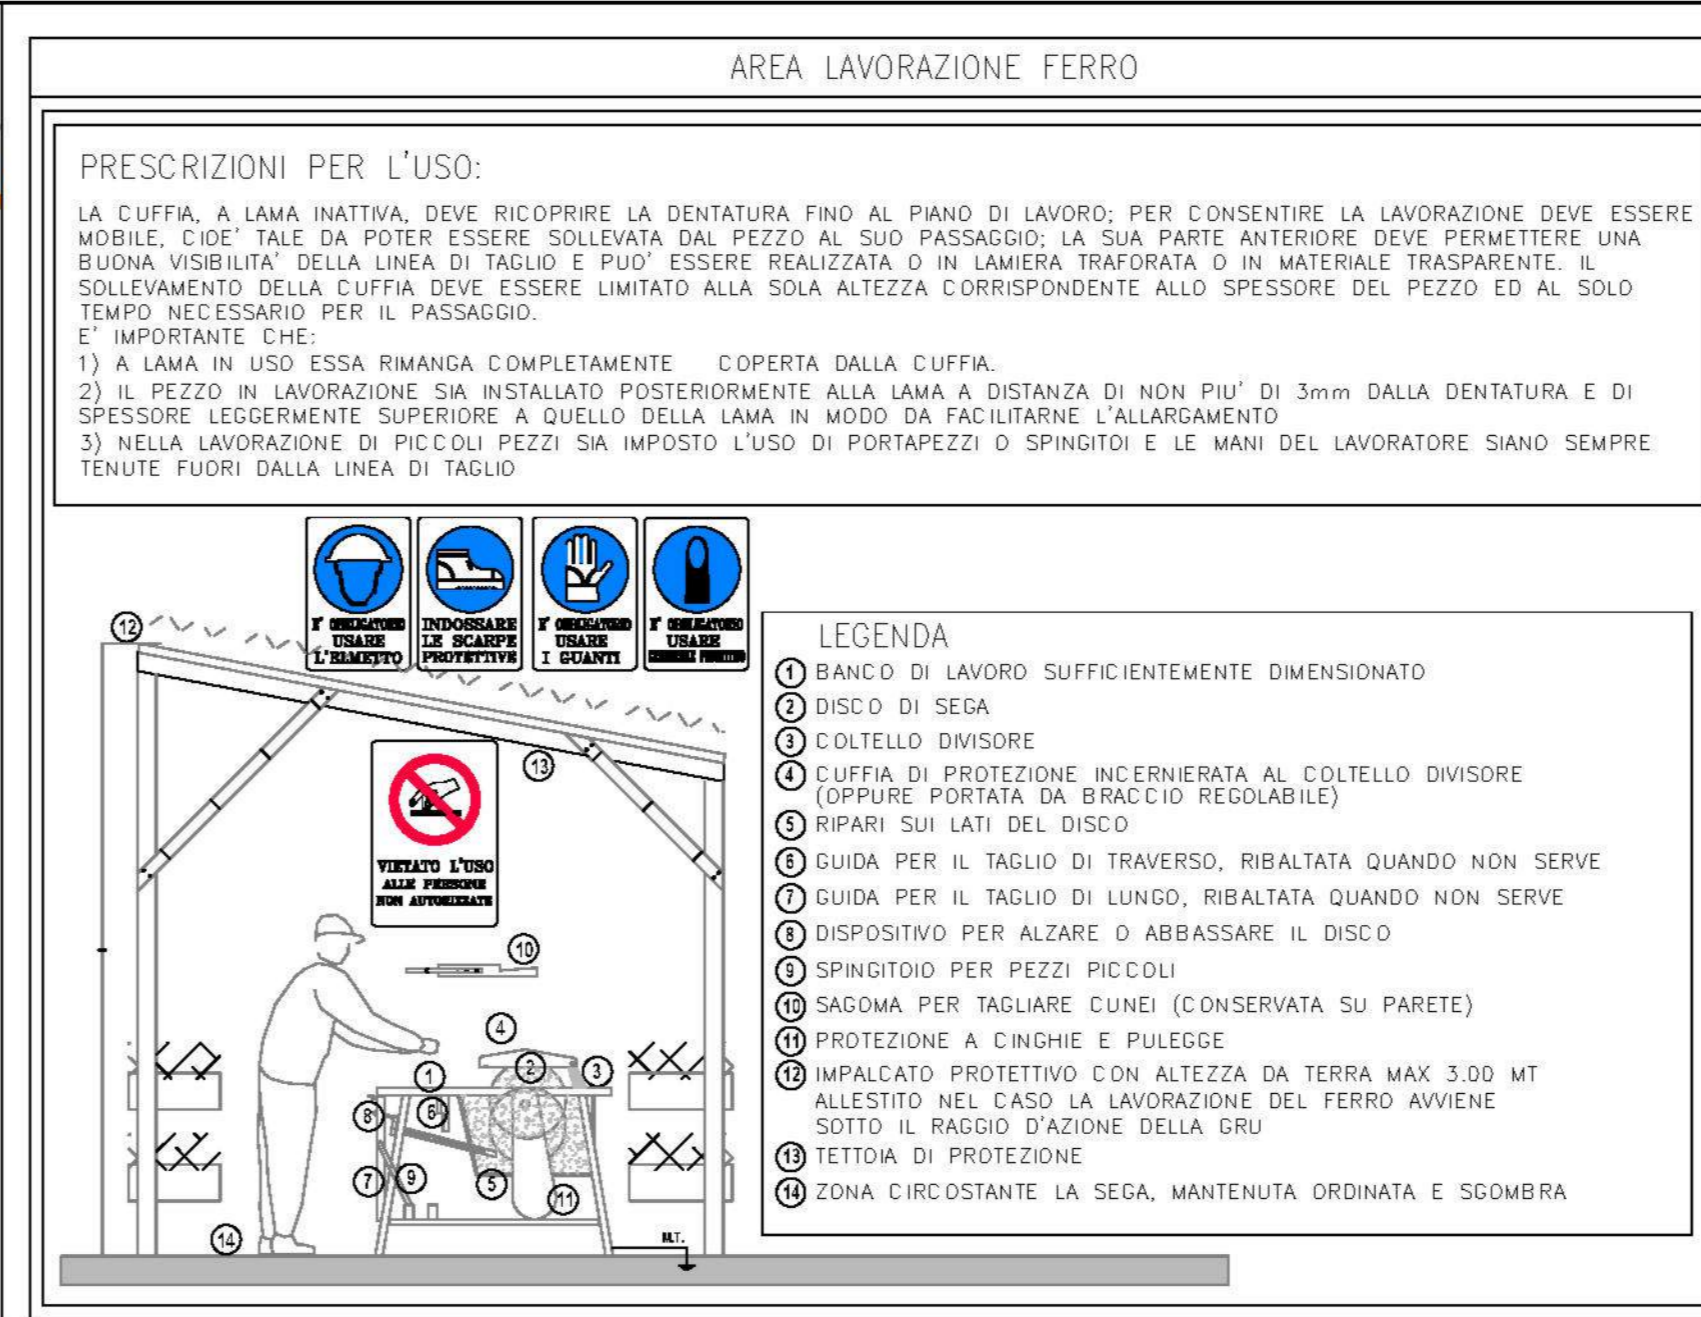 AREA LAVORAZIONE FERRO
PRESCRIZIONI PER L'USO:
LA CUFFIA, A LAMA INATTIVA, DEVE RICOPRIRE LA DENTATURA FINO AL PIANO DI LAVORO; PER CONSENTIRE LA LAVORAZIONE DEVE ESSERE
MOBILE, CIOE' TALE DA POTER ESSERE SOLLEVATA DAL PEZZO AL SUO PASSAGGIO; LA SUA PARTE ANTERIORE DEVE PERMETTERE UNA
BUONA VISIBILITA' DELLA LINEA DI TAGLIO E PUO' ESSERE REALIZZATA O IN LAMIERA TRAFORATA O IN MATERIALE TRASPARENTE. IL
SOLLEVAMENTO DELLA CUFFIA DEVE ESSERE LIMITATO ALLA SOLA ALTEZZA CORRISPONDENTE ALLO SPESSORE DEL PEZZO ED AL SOLO
TEMPO NECESSARIO PER IL PASSAGGIO.
E' IMPORTANTE CHE:
1) A LAMA IN USO ESSA RIMANGA COMPLETAMENTE COPERTA DALLA CUFFIA.
2) IL PEZZO IN LAVORAZIONE SIA INSTALLATO POSTERIORMENTE ALLA LAMA A DISTANZA DI NON PIU' DI 3mm DALLA DENTATURA E DI
SPESSORE LEGGERMENTE SUPERIORE A QUELLO DELLA LAMA IN MODO DA FACILITARNE L'ALLARGAMENTO
3) NELLA LAVORAZIONE DI PICCOLI PEZZI SIA IMPOSTO L'USO DI PORTAPEZZI O SPINGITOI E LE MANI DEL LAVORATORE SIANO SEMPRE
TENUTE FUORI DALLA LINEA DI TAGLIO
E' OBBLIGATORIO
USARE
L'ELMETTO
INDOSSARE
LE SCARPE
PROTETTIVE
E' OBBLIGATORIO
USARE
I GUANTI
E' OBBLIGATORIO
USARE
12
13
VIETATO L'USO
ALLE PERSONE
NON AUTORIZZATE
10
4
2
3
1
8
6
7
9
5
11
14
M.T.
LEGENDA
1 BANCO DI LAVORO SUFFICIENTEMENTE DIMENSIONATO
2 DISCO DI SEGA
3 COLTELLO DIVISORE
4 CUFFIA DI PROTEZIONE INCERNIERATA AL COLTELLO DIVISORE
(OPPURE PORTATA DA BRACCIO REGOLABILE)
5 RIPARI SUI LATI DEL DISCO
6 GUIDA PER IL TAGLIO DI TRAVERSO, RIBALTATA QUANDO NON SERVE
7 GUIDA PER IL TAGLIO DI LUNGO, RIBALTATA QUANDO NON SERVE
8 DISPOSITIVO PER ALZARE O ABBASSARE IL DISCO
9 SPINGITOIO PER PEZZI PICCOLI
10 SAGOMA PER TAGLIARE CUNEI (CONSERVATA SU PARETE)
11 PROTEZIONE A CINGHIE E PULEGGE
12 IMPALCATO PROTETTIVO CON ALTEZZA DA TERRA MAX 3.00 MT
ALLESTITO NEL CASO LA LAVORAZIONE DEL FERRO AVVIENE
SOTTO IL RAGGIO D'AZIONE DELLA GRU
13 TETTOIA DI PROTEZIONE
14 ZONA CIRCOSTANTE LA SEGA, MANTENUTA ORDINATA E SGOMBRA